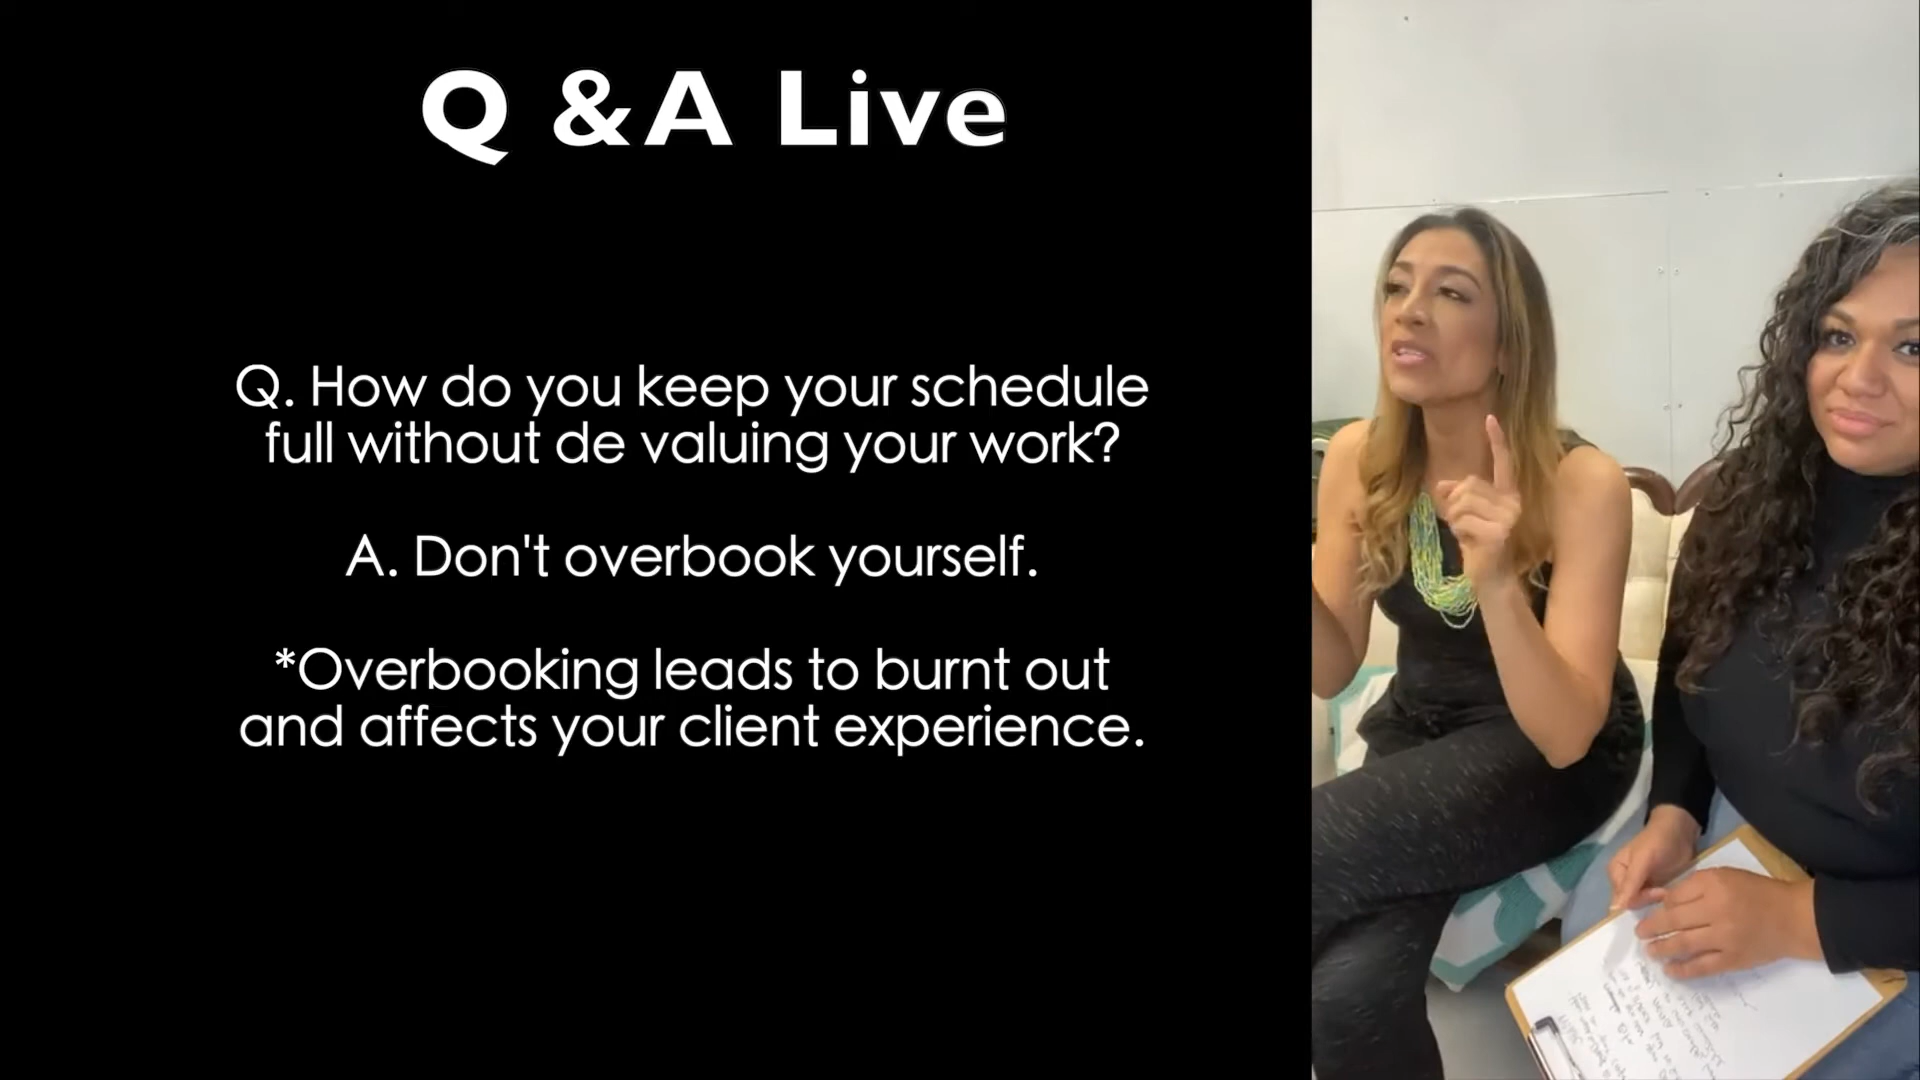 Q &A Live
Q. How do you keep your schedule
full without de valuing your work?
A. Don't overbook yourself.
*Overbooking leads to burnt out
and affects your client experience.